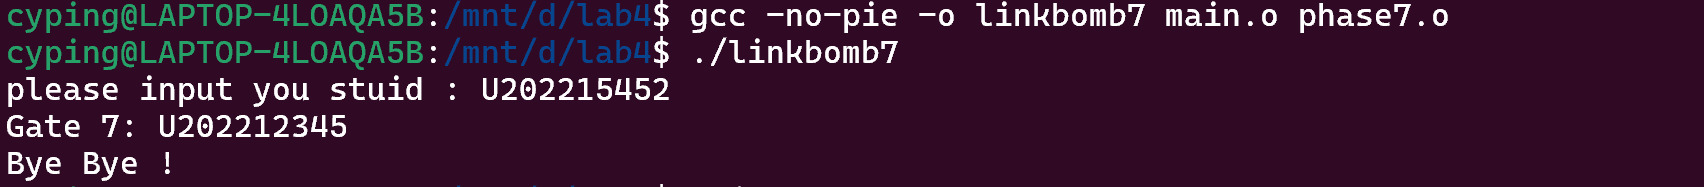 cyping@LAPTOP-4LOAQA5B:/mnt/d/lab4$ gcc -no-pie -o linkbomb7 main.o phase7.o
cyping@LAPTOP-4LOAQA5B:/mnt/d/lab4$ ./linkbomb7
please input you stuid : U202215452
Gate 7: U202212345
Bye Bye !